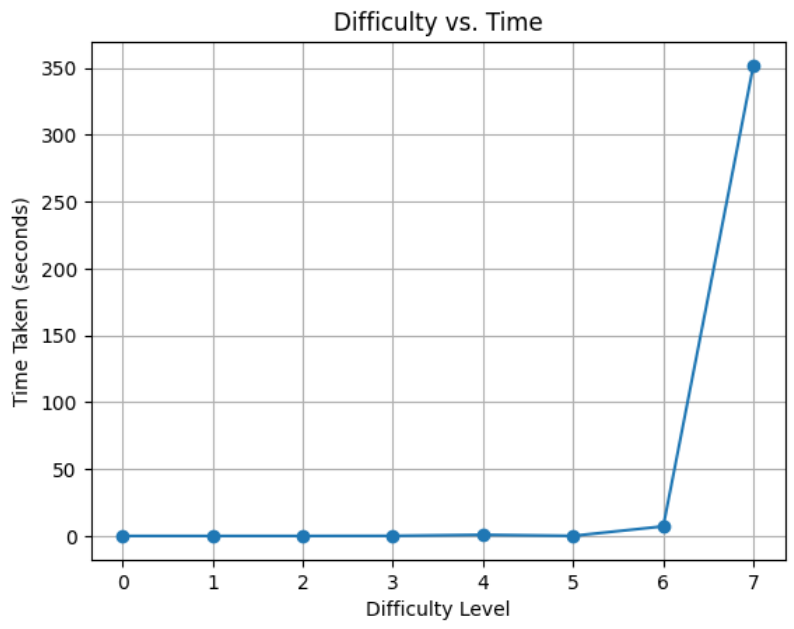 Difficulty vs. Time
350
300
250
200
150
100
50
0
Time Taken (seconds)
0 1 2 3 4 5 6 7
Difficulty Level